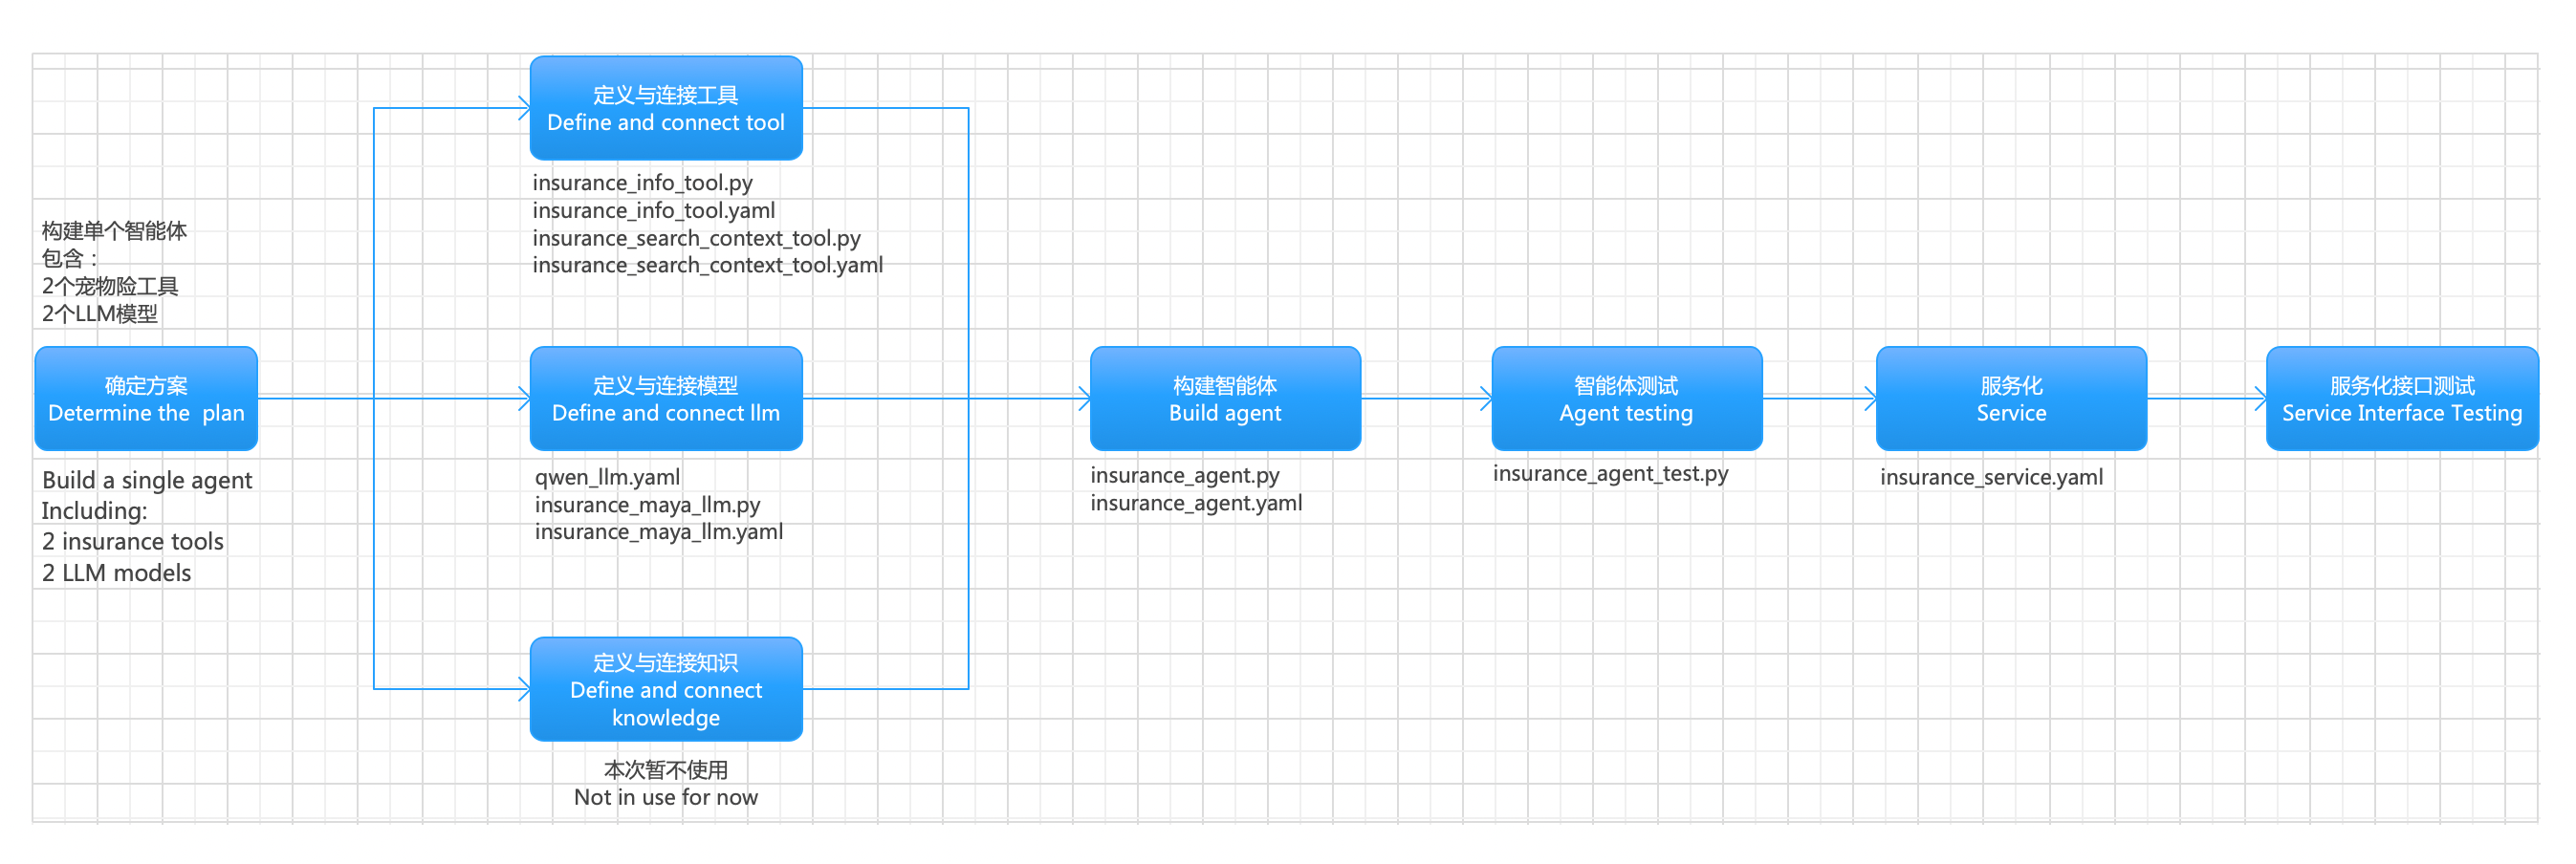 构建单个智能体
包含：
2个宠物险工具
2个LLM模型
确定方案
Determine the  plan
Build a single agent
Including:
2 insurance tools
2 LLM models
定义与连接工具
Define and connect tool
insurance_info_tool.py
insurance_info_tool.yaml
insurance_search_context_tool.py
insurance_search_context_tool.yaml
定义与连接模型
Define and connect llm
qwen_llm.yaml
insurance_maya_llm.py
insurance_maya_llm.yaml
定义与连接知识
Define and connect
knowledge
本次暂不使用
Not in use for now
构建智能体
Build agent
insurance_agent.py
insurance_agent.yaml
智能体测试
Agent testing
insurance_agent_test.py
服务化
Service
insurance_service.yaml
服务化接口测试
Service Interface Testing